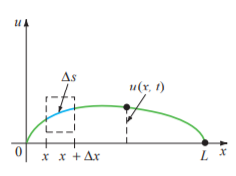 u
Δs
u(x, t)
0 x x + Δx L x